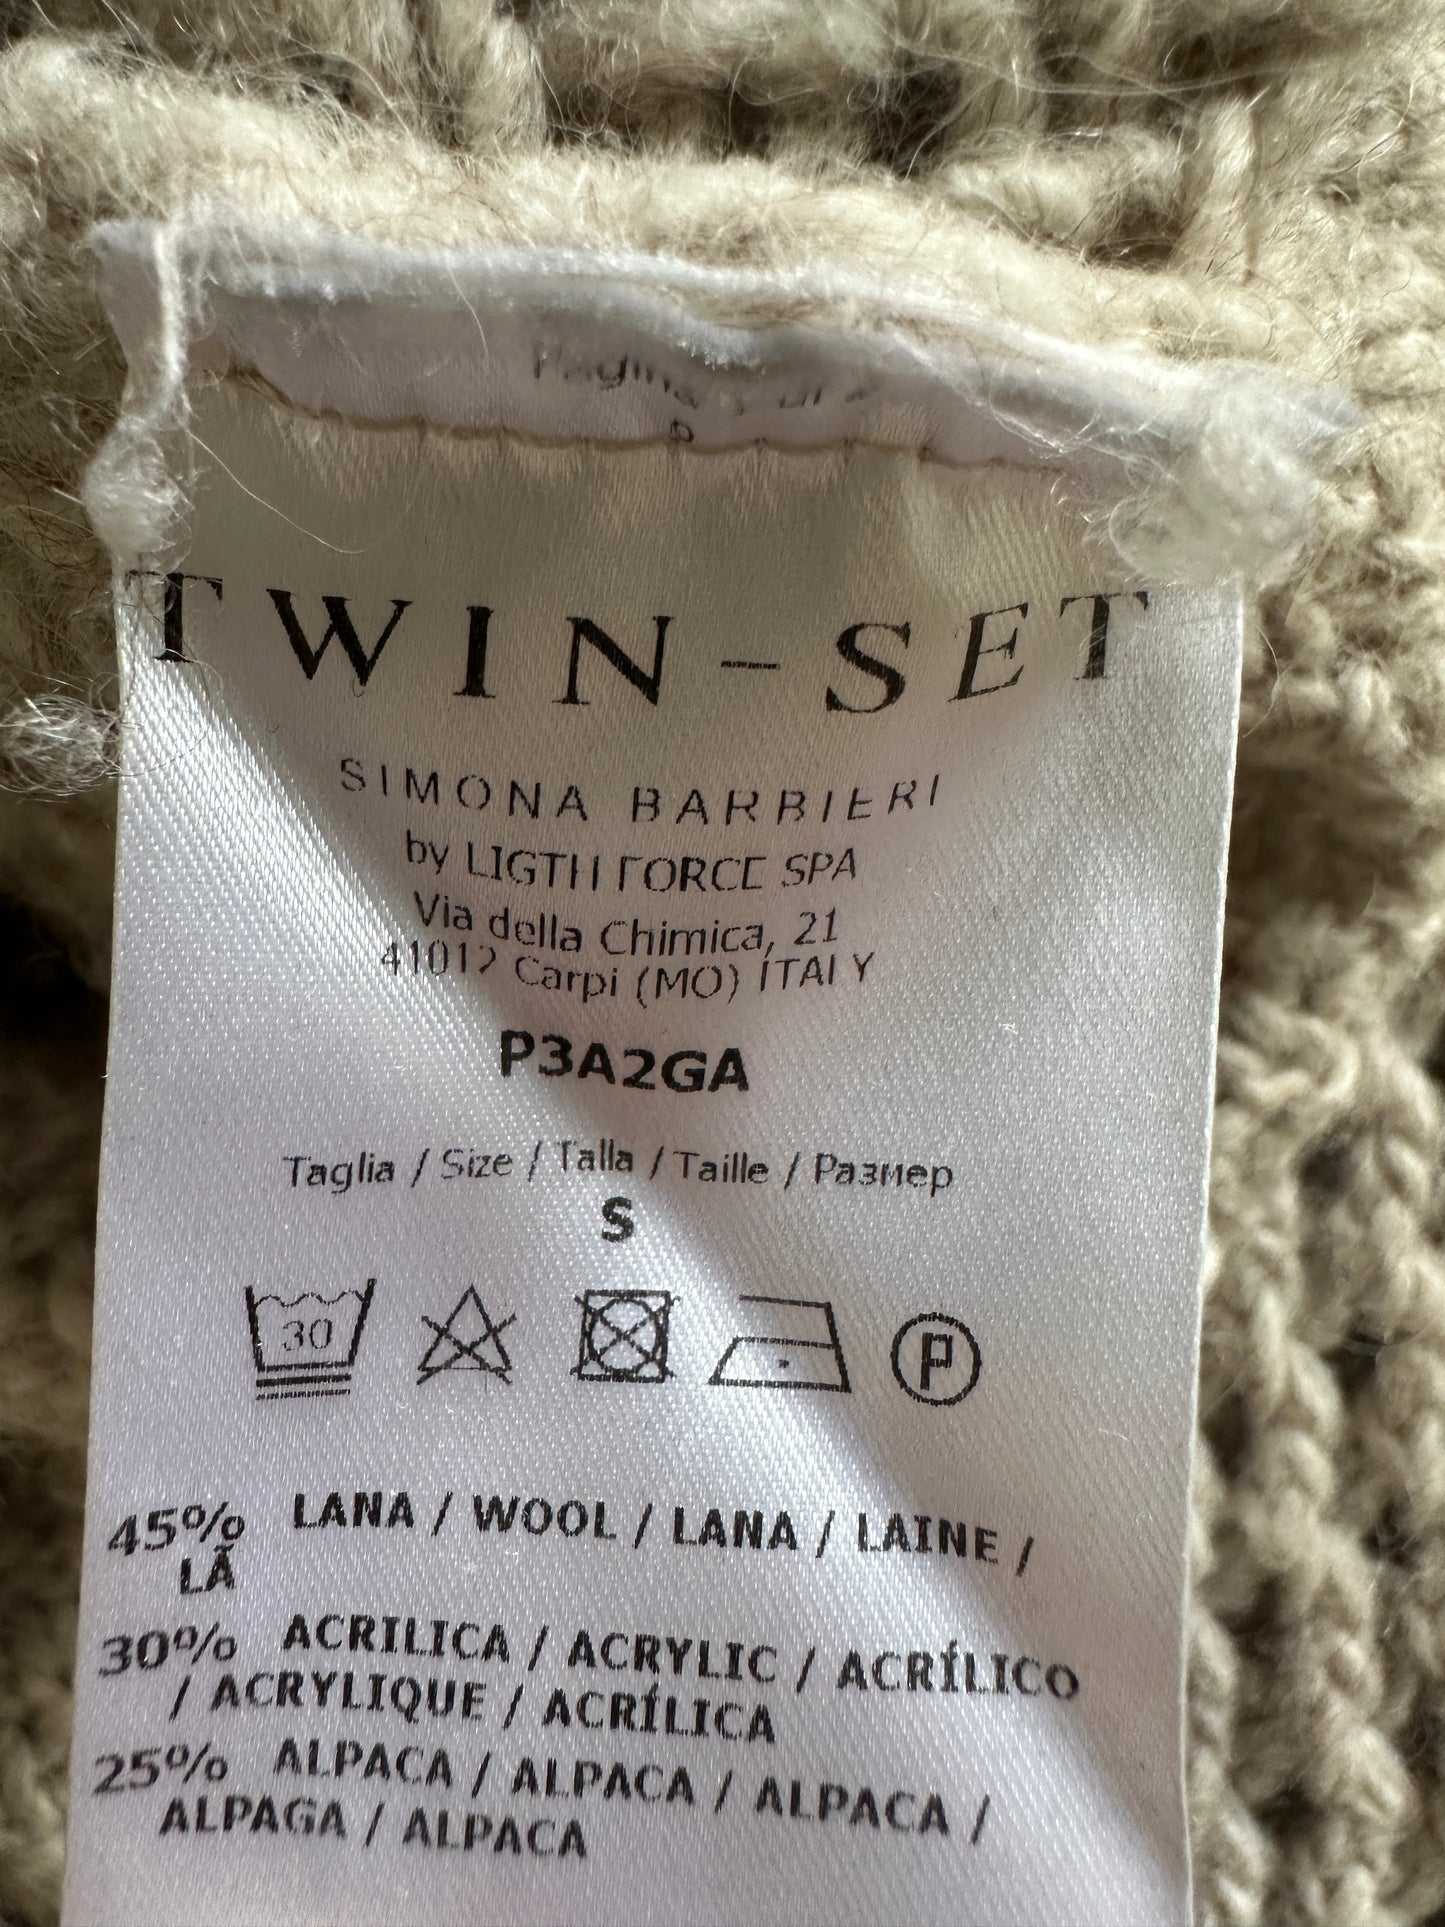 TWIN-SET
SIMONA BARBIERI
by LIGTH FORCE SPA
Via della Chimica, 21
41012 Carpi (MO) ITALY
P3A2GA
Taglia / Size / Talla / Taille / Размер
S
30
P
45% LANA / WOOL / LANA / LAINE /
LÃ
30% ACRILICA / ACRYLIC / ACRÍLICO
/ ACRYLIQUE / ACRÍLICA
25% ALPACA / ALPACA / ALPACA /
ALPAGA / ALPACA